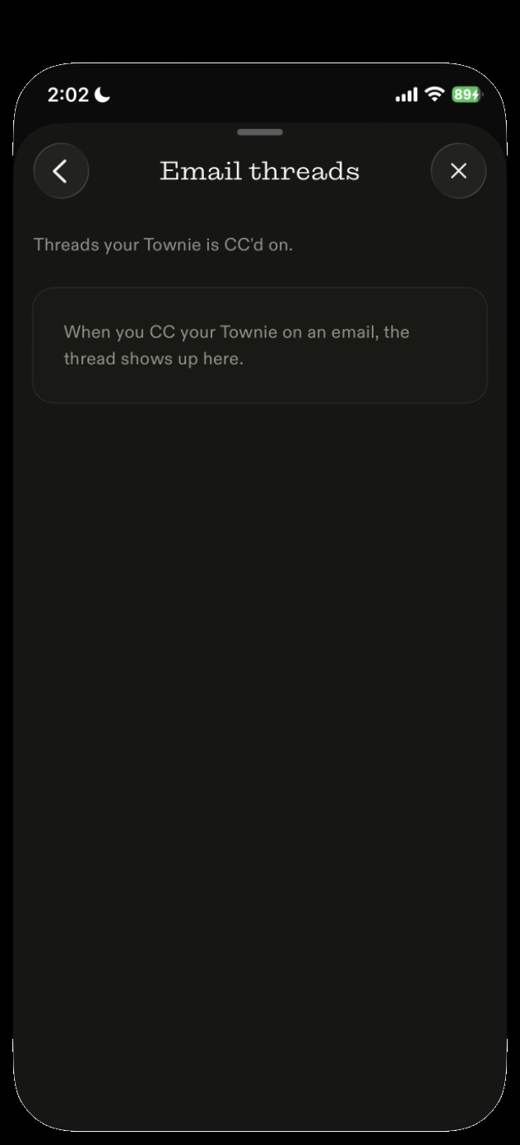 2:02
89
Email threads
Threads your Townie is CC'd on.
When you CC your Townie on an email, the
thread shows up here.